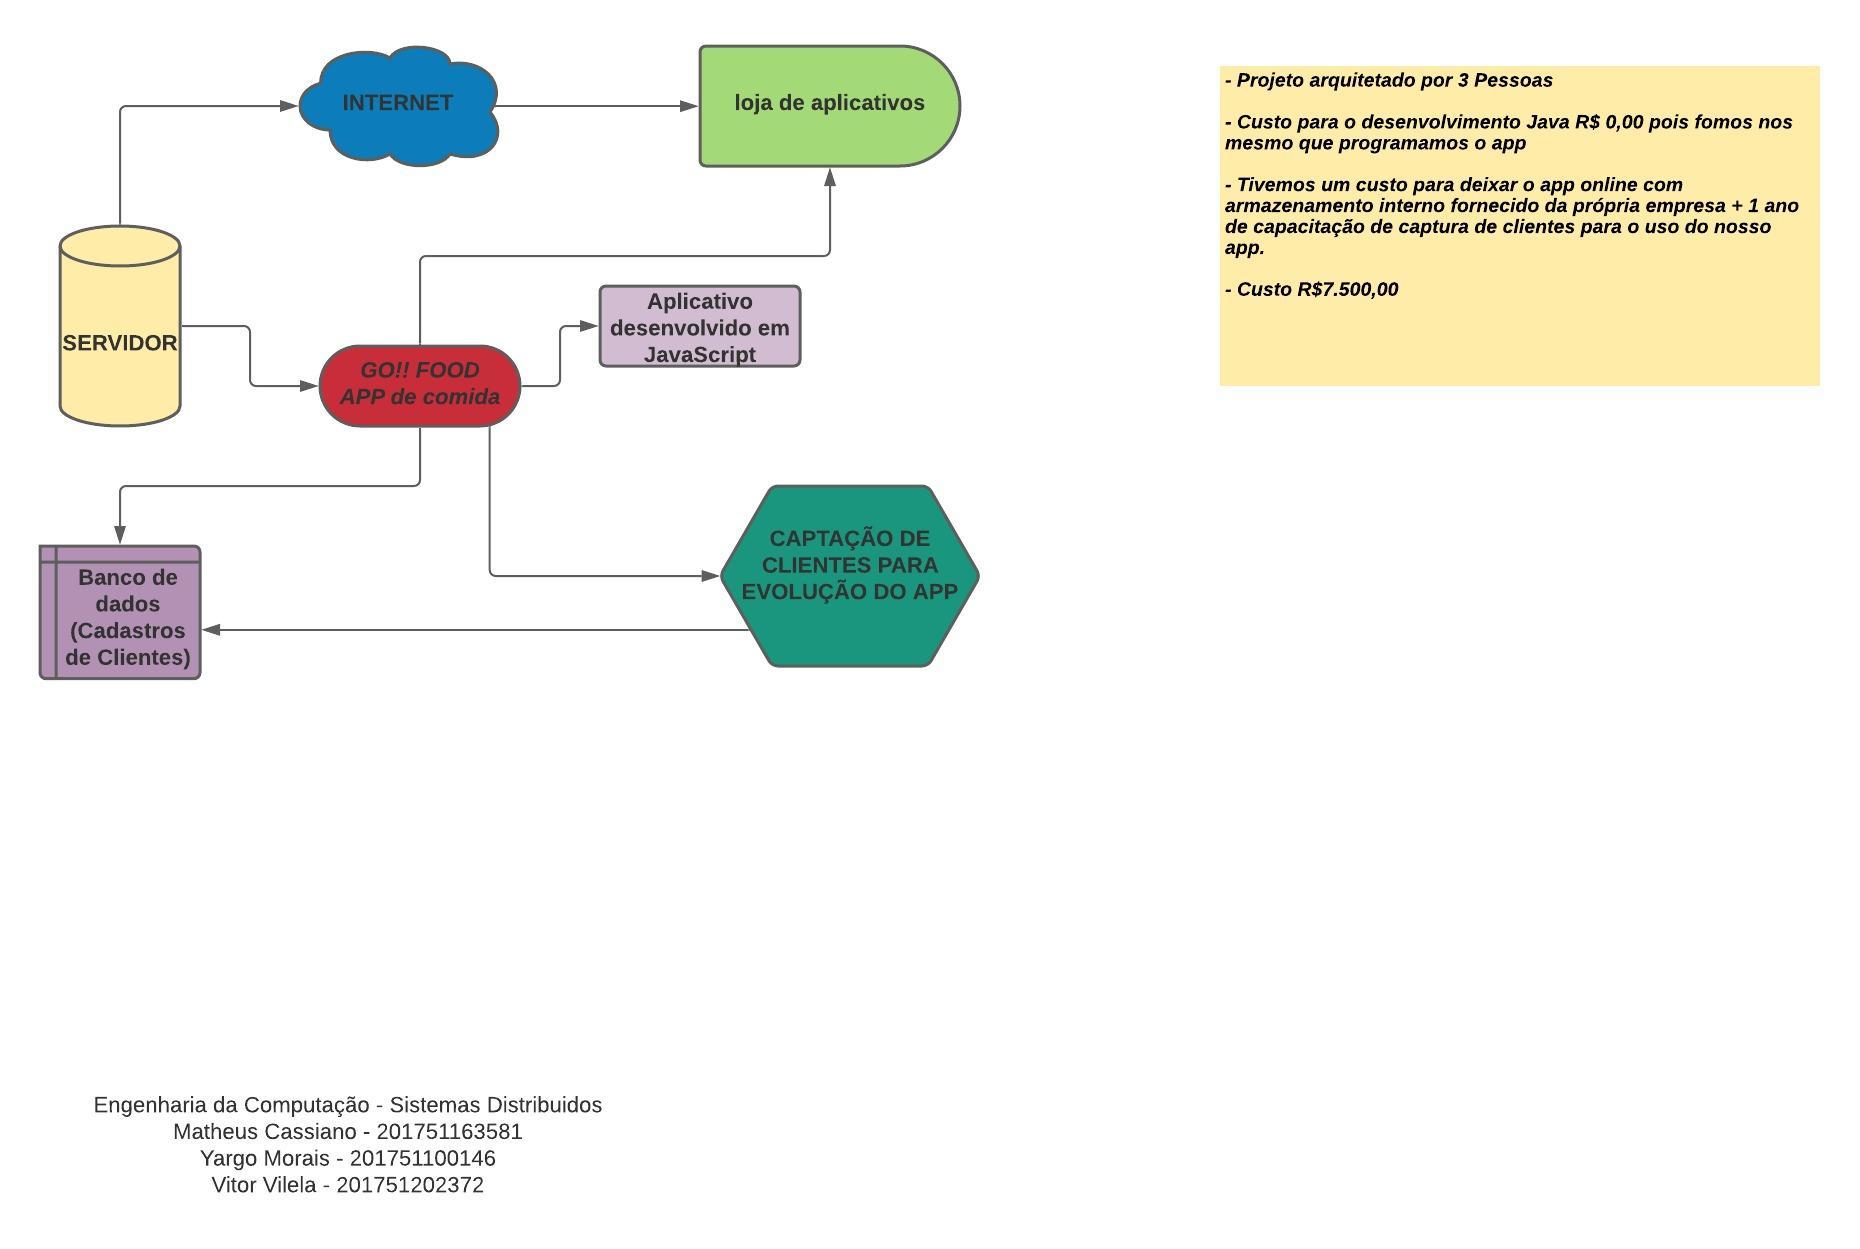 INTERNET
loja de aplicativos
- Projeto arquitetado por 3 Pessoas
- Custo para o desenvolvimento Java R$ 0,00 pois fomos nos
mesmo que programamos o app
- Tivemos um custo para deixar o app online com
armazenamento interno fornecido da própria empresa + 1 ano
de capacitação de captura de clientes para o uso do nosso
app.
- Custo R$7.500,00
SERVIDOR
Aplicativo
desenvolvido em
JavaScript
GO!! FOOD
APP de comida
CAPTAÇÃO DE
CLIENTES PARA
EVOLUÇÃO DO APP
Banco de
dados
(Cadastros
de Clientes)
Engenharia da Computação - Sistemas Distribuidos
Matheus Cassiano - 201751163581
Yargo Morais - 201751100146
Vitor Vilela - 201751202372